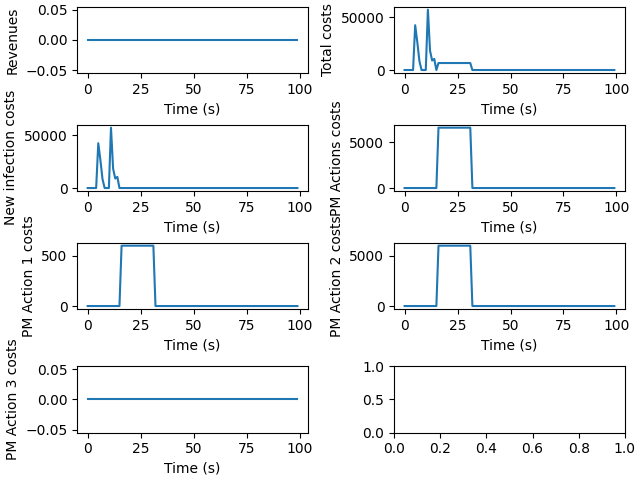 Revenues
0.05
0.00
−0.05
0 25 50 75 100
Time (s)
Total costs
50000
0
0 25 50 75 100
Time (s)
New infection costs
50000
0
0 25 50 75 100
Time (s)
PM Actions costs
5000
0
0 25 50 75 100
Time (s)
PM Action 1 costs
500
0
0 25 50 75 100
Time (s)
PM Action 2 costs
5000
0
0 25 50 75 100
Time (s)
PM Action 3 costs
0.05
0.00
−0.05
0 25 50 75 100
Time (s)
1.0
0.5
0.0
0.0 0.2 0.4 0.6 0.8 1.0